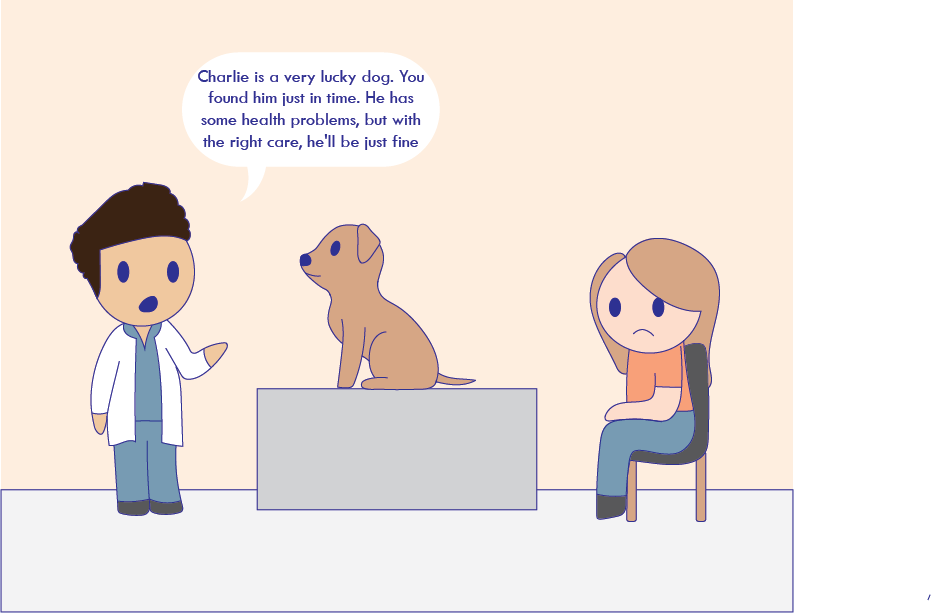 Charlie is a very lucky dog. You
found him just in time. He has
some health problems, but with
the right care, he'll be just fine